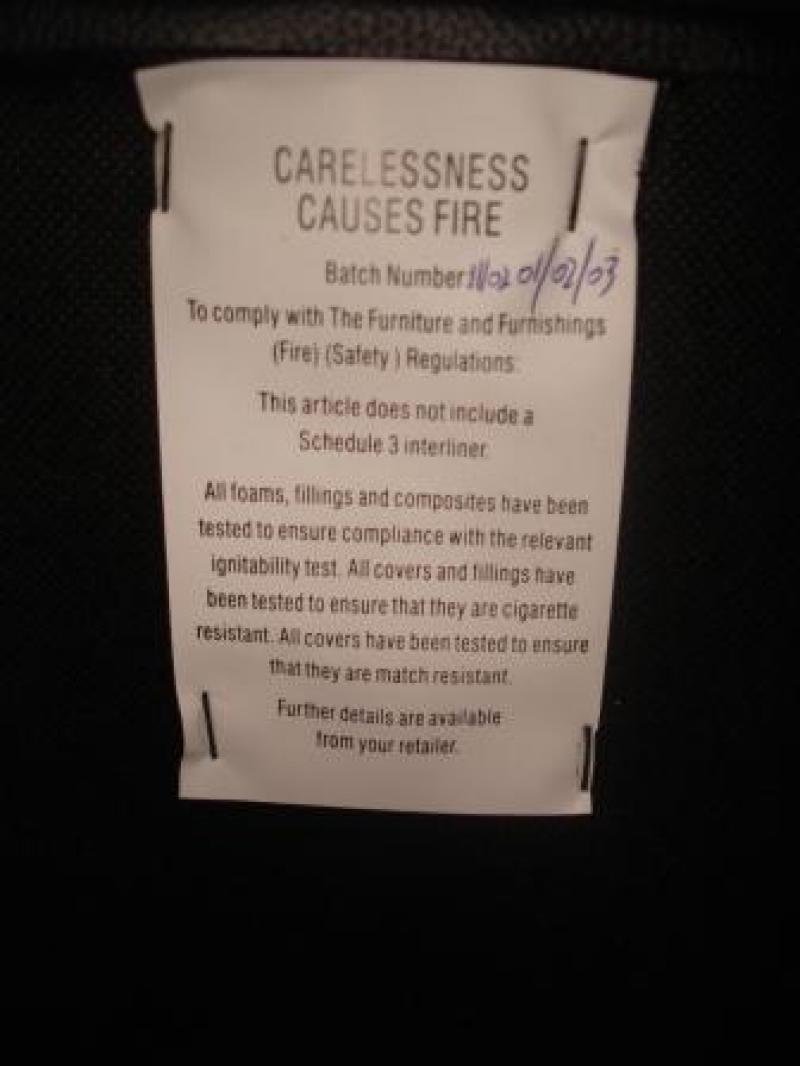 CARELESSNESS
CAUSES FIRE
Batch Number 01/02/03
To comply with The Furniture and Furnishings
(Fire) (Safety ) Regulations:
This article does not include a
Schedule 3 interliner.
All foams, fillings and composites have been
tested to ensure compliance with the relevant
ignitability test. All covers and fillings have
been tested to ensure that they are cigarette
resistant. All covers have been tested to ensure
that they are match resistant.
Further details are available
from your retailer.